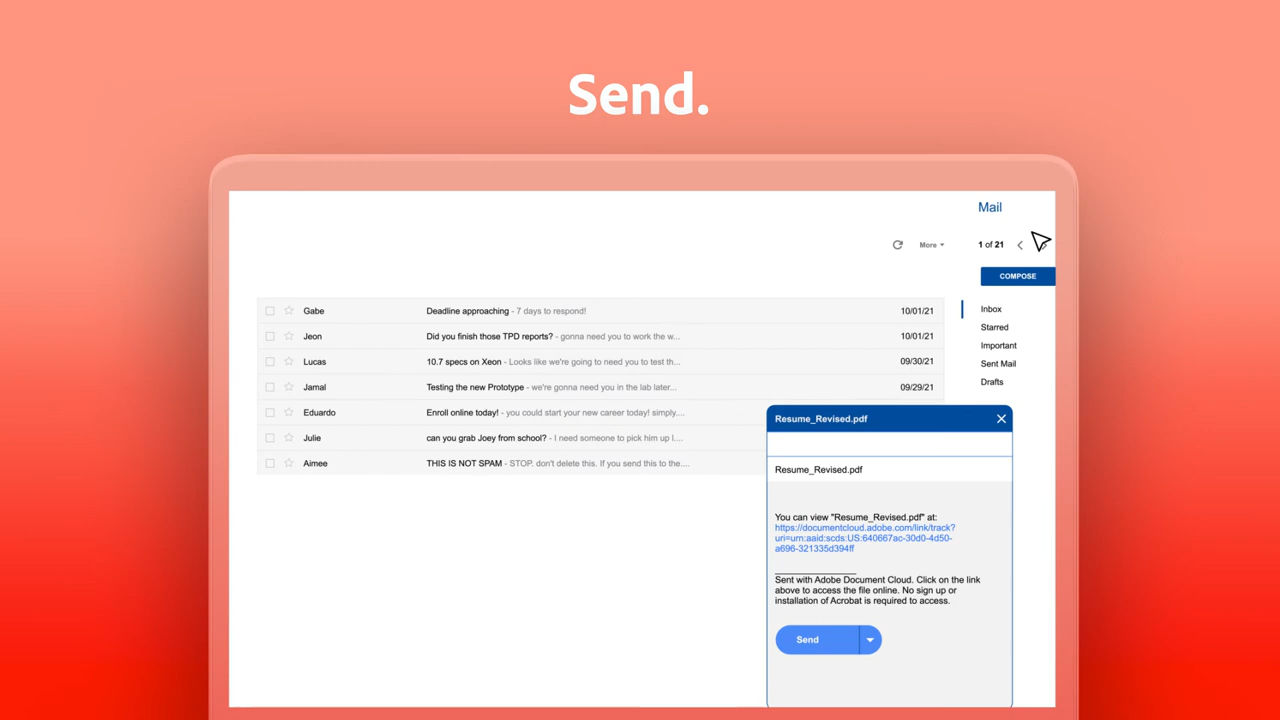 Send.
Mail
More
1 of 21
COMPOSE
Gabe Deadline approaching - 7 days to respond! 10/01/21
Jeon Did you finish those TPD reports? - gonna need you to work the w... 10/01/21
Lucas 10.7 specs on Xeon - Looks like we're going to need you to test th... 09/30/21
Jamal Testing the new Prototype - we're gonna need you in the lab later... 09/29/21
Eduardo Enroll online today! - you could start your new career today! simply....
Julie can you grab Joey from school? - I need someone to pick him up I....
Aimee THIS IS NOT SPAM - STOP. don't delete this. If you send this to the....
Inbox
Starred
Important
Sent Mail
Drafts
Resume_Revised.pdf
Resume_Revised.pdf
You can view "Resume_Revised.pdf" at:
https://documentcloud.adobe.com/link/track?
uri=urn:aaid:scds:US:640667ac-30d0-4d50-
a696-321335d394ff
Sent with Adobe Document Cloud. Click on the link
above to access the file online. No sign up or
installation of Acrobat is required to access.
Send